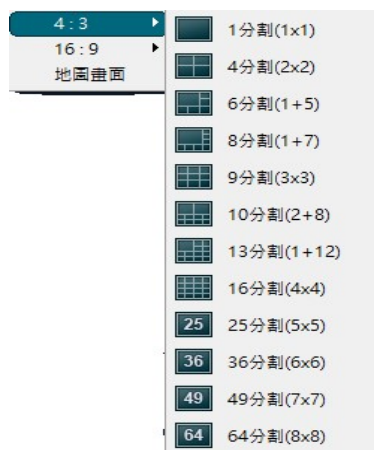 4:3
16:9
地圖畫面
1分割(1x1)
4分割(2x2)
6分割(1+5)
8分割(1+7)
9分割(3x3)
10分割(2+8)
13分割(1+12)
16分割(4x4)
25 25分割(5x5)
36 36分割(6x6)
49 49分割(7x7)
64 64分割(8x8)